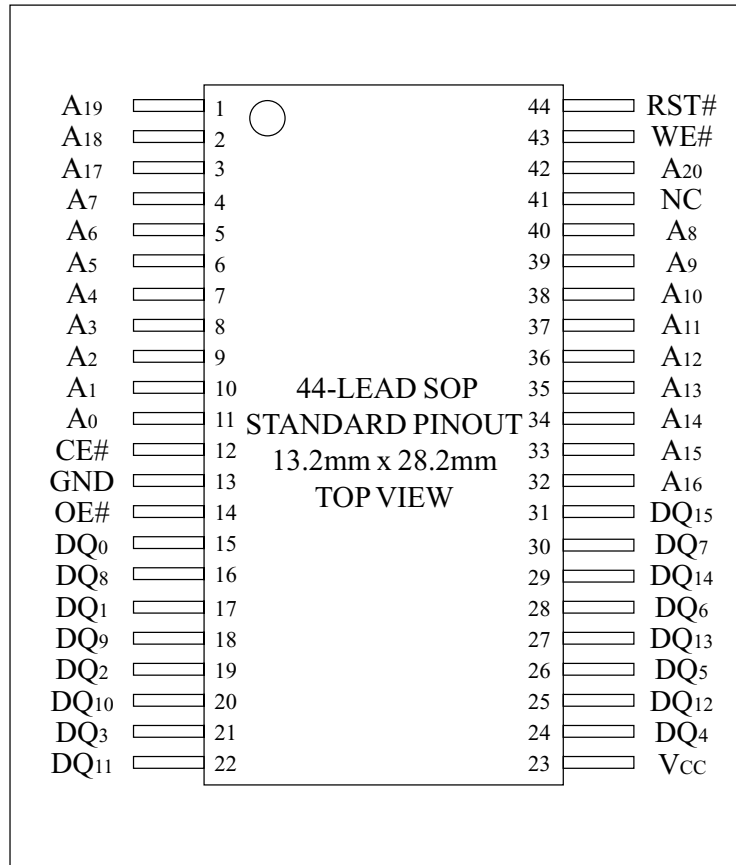 A19 1 44 RST#
A18 2 43 WE#
A17 3 42 A20
A7 4 41 NC
A6 5 40 A8
A5 6 39 A9
A4 7 38 A10
A3 8 37 A11
A2 9 36 A12
A1 10 35 A13
A0 11 34 A14
CE# 12 33 A15
GND 13 32 A16
OE# 14 31 DQ15
DQ0 15 30 DQ7
DQ8 16 29 DQ14
DQ1 17 28 DQ6
DQ9 18 27 DQ13
DQ2 19 26 DQ5
DQ10 20 25 DQ12
DQ3 21 24 DQ4
DQ11 22 23 VCC
44-LEAD SOP
STANDARD PINOUT
13.2mm x 28.2mm
TOP VIEW